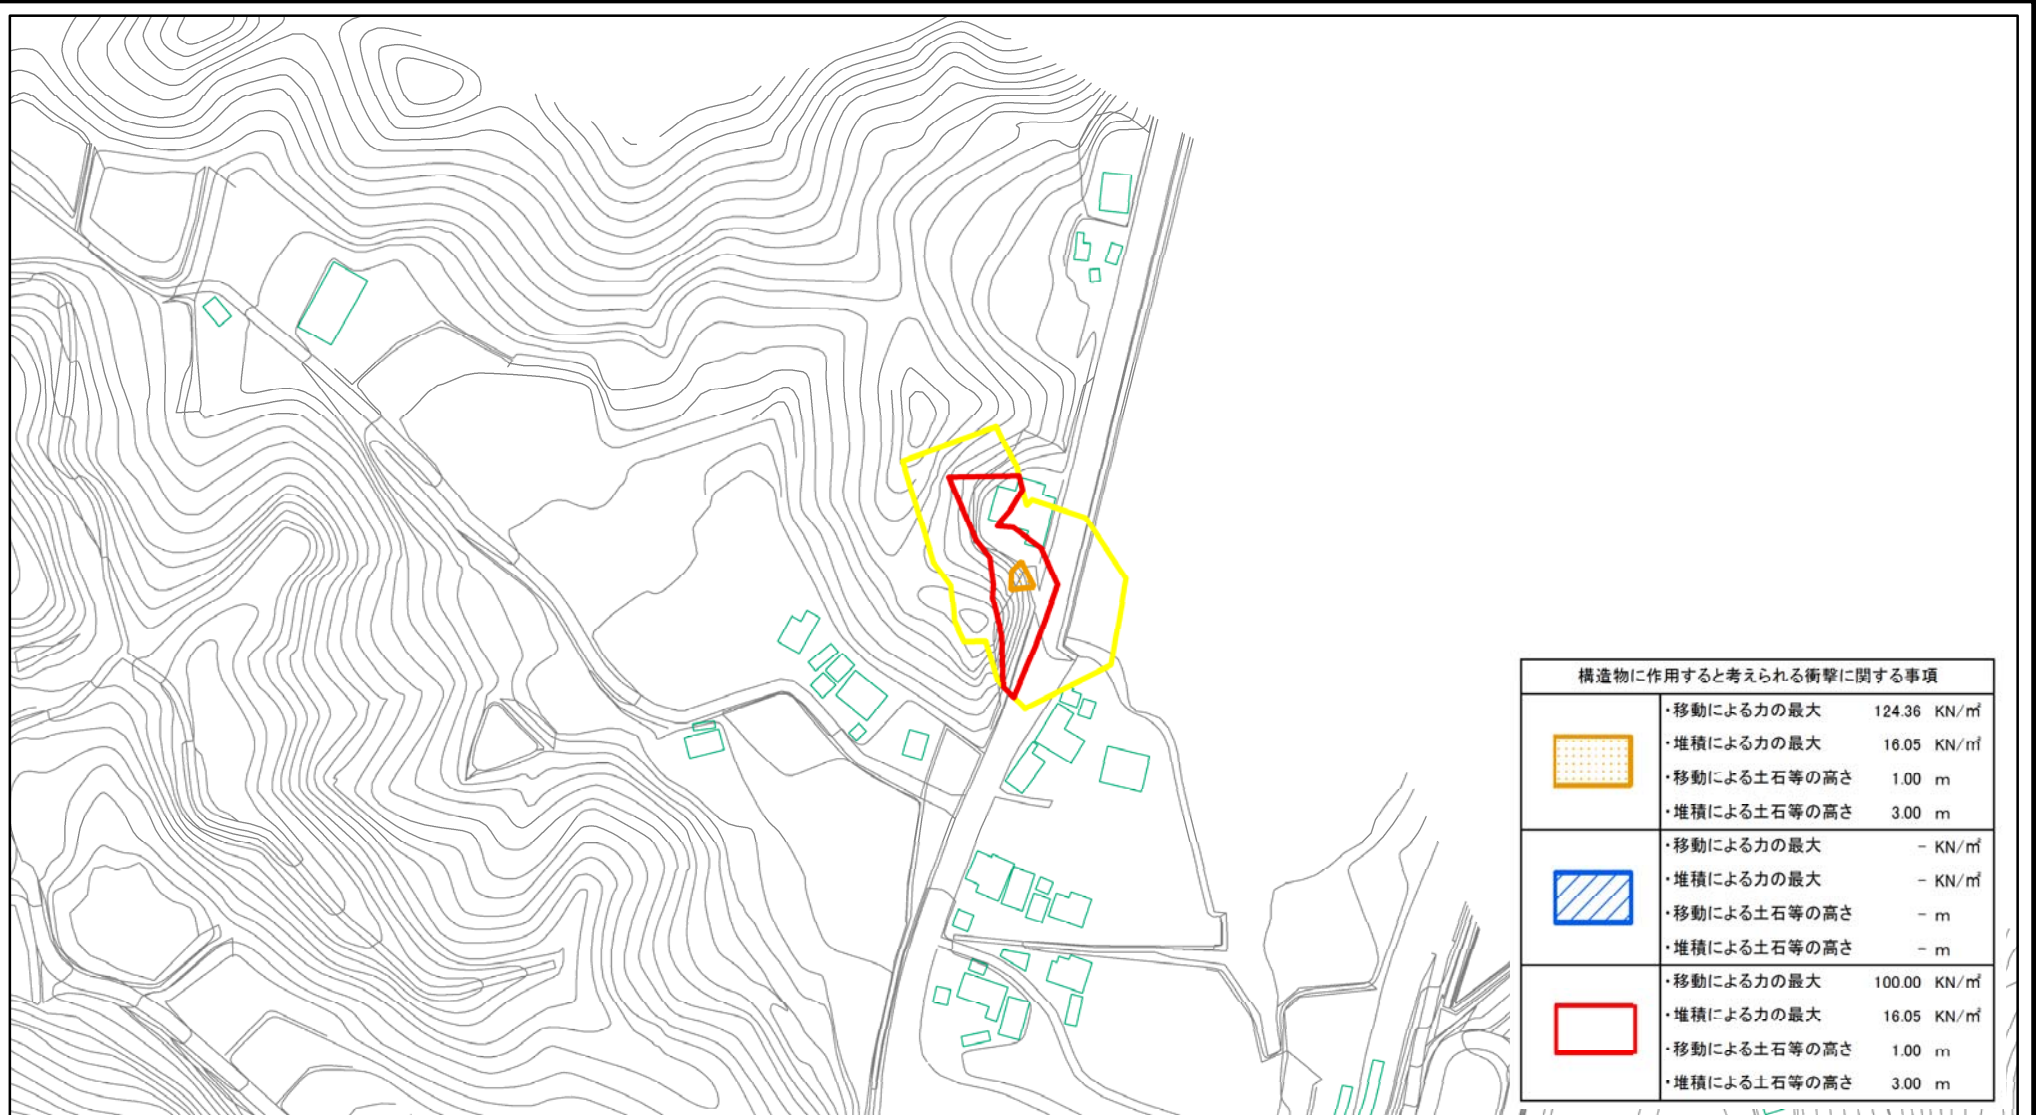 構造物に作用すると考えられる衝撃に関する事項
・移動による力の最大 124.36 KN/㎡
・堆積による力の最大 16.05 KN/㎡
・移動による土石等の高さ 1.00 m
・堆積による土石等の高さ 3.00 m
・移動による力の最大 - KN/㎡
・堆積による力の最大 - KN/㎡
・移動による土石等の高さ - m
・堆積による土石等の高さ - m
・移動による力の最大 100.00 KN/㎡
・堆積による力の最大 16.05 KN/㎡
・移動による土石等の高さ 1.00 m
・堆積による土石等の高さ 3.00 m